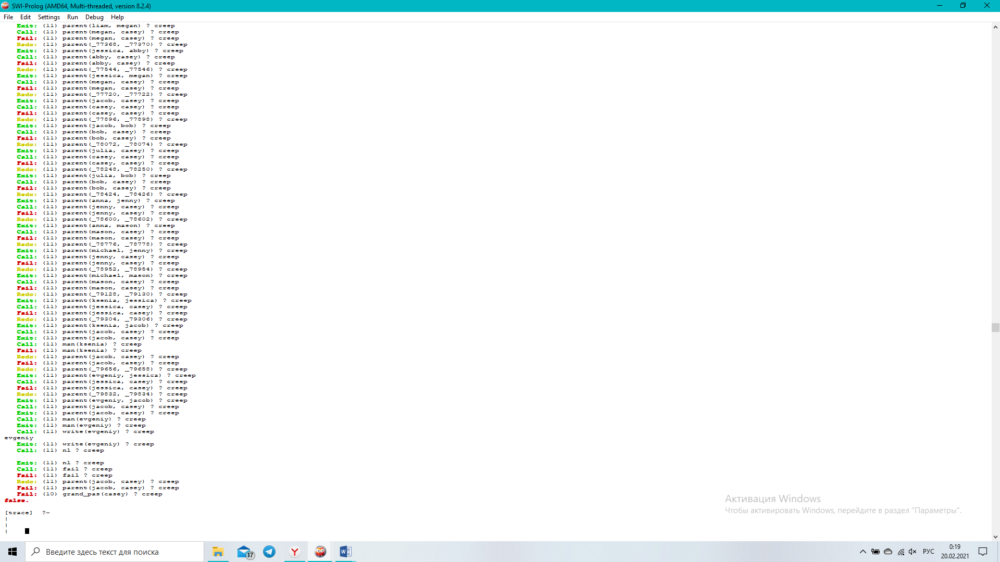 SWI-Prolog (AMD64, Multi-threaded, version 8.2.4)
File Edit Settings Run Debug Help
Exit: (11) parent(liam, megan) ? creep
Call: (11) parent(megan, casey) ? creep
Fail: (11) parent(megan, casey) ? creep
Redo: (11) parent(_77368, _77370) ? creep
Exit: (11) parent(jessica, abby) ? creep
Call: (11) parent(abby, casey) ? creep
Fail: (11) parent(abby, casey) ? creep
Redo: (11) parent(_77544, _77546) ? creep
Exit: (11) parent(jessica, megan) ? creep
Call: (11) parent(megan, casey) ? creep
Fail: (11) parent(megan, casey) ? creep
Redo: (11) parent(_77720, _77722) ? creep
Exit: (11) parent(jacob, casey) ? creep
Call: (11) parent(casey, casey) ? creep
Fail: (11) parent(casey, casey) ? creep
Redo: (11) parent(_77896, _77898) ? creep
Exit: (11) parent(jacob, bob) ? creep
Call: (11) parent(bob, casey) ? creep
Fail: (11) parent(bob, casey) ? creep
Redo: (11) parent(_78072, _78074) ? creep
Exit: (11) parent(julia, casey) ? creep
Call: (11) parent(casey, casey) ? creep
Fail: (11) parent(casey, casey) ? creep
Redo: (11) parent(_78248, _78250) ? creep
Exit: (11) parent(julia, bob) ? creep
Call: (11) parent(bob, casey) ? creep
Fail: (11) parent(bob, casey) ? creep
Redo: (11) parent(_78424, _78426) ? creep
Exit: (11) parent(anna, jenny) ? creep
Call: (11) parent(jenny, casey) ? creep
Fail: (11) parent(jenny, casey) ? creep
Redo: (11) parent(_78600, _78602) ? creep
Exit: (11) parent(anna, mason) ? creep
Call: (11) parent(mason, casey) ? creep
Fail: (11) parent(mason, casey) ? creep
Redo: (11) parent(_78776, _78778) ? creep
Exit: (11) parent(michael, jenny) ? creep
Call: (11) parent(jenny, casey) ? creep
Fail: (11) parent(jenny, casey) ? creep
Redo: (11) parent(_78952, _78954) ? creep
Exit: (11) parent(michael, mason) ? creep
Call: (11) parent(mason, casey) ? creep
Fail: (11) parent(mason, casey) ? creep
Redo: (11) parent(_79128, _79130) ? creep
Exit: (11) parent(ksenia, jessica) ? creep
Call: (11) parent(jessica, casey) ? creep
Fail: (11) parent(jessica, casey) ? creep
Redo: (11) parent(_79304, _79306) ? creep
Exit: (11) parent(ksenia, jacob) ? creep
Call: (11) parent(jacob, casey) ? creep
Exit: (11) parent(jacob, casey) ? creep
Call: (11) man(ksenia) ? creep
Fail: (11) man(ksenia) ? creep
Redo: (11) parent(jacob, casey) ? creep
Fail: (11) parent(jacob, casey) ? creep
Redo: (11) parent(_79656, _79658) ? creep
Exit: (11) parent(evgeniy, jessica) ? creep
Call: (11) parent(jessica, casey) ? creep
Fail: (11) parent(jessica, casey) ? creep
Redo: (11) parent(_79832, _79834) ? creep
Exit: (11) parent(evgeniy, jacob) ? creep
Call: (11) parent(jacob, casey) ? creep
Exit: (11) parent(jacob, casey) ? creep
Call: (11) man(evgeniy) ? creep
Exit: (11) man(evgeniy) ? creep
Call: (11) write(evgeniy) ? creep
evgeniy
Exit: (11) write(evgeniy) ? creep
Call: (11) nl ? creep
Exit: (11) nl ? creep
Call: (11) fail ? creep
Fail: (11) fail ? creep
Redo: (11) parent(jacob, casey) ? creep
Fail: (11) parent(jacob, casey) ? creep
Fail: (10) grand_pas(casey) ? creep
false.
[trace] ?-
|
|
|
Активация Windows
Чтобы активировать Windows, перейдите в раздел "Параметры".
Введите здесь текст для поиска
17
РУС
0:19
20.02.2021